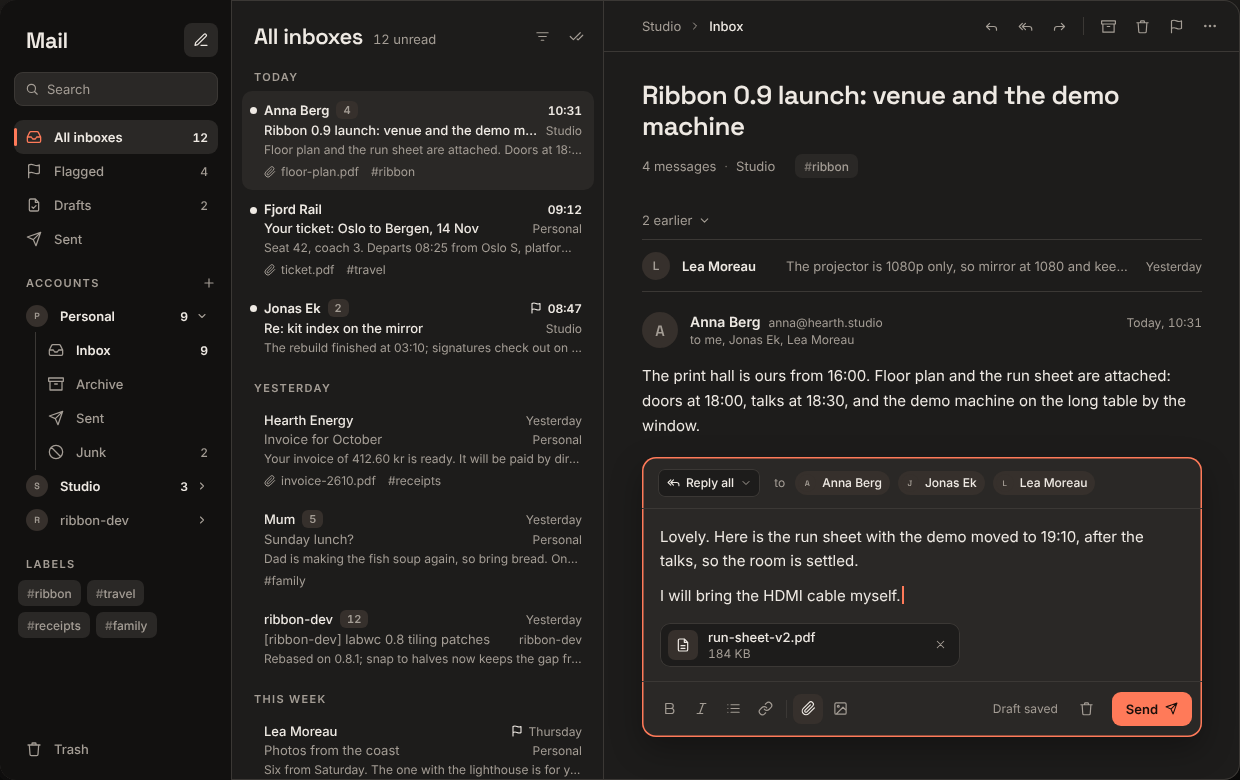 Mail
Search
All inboxes 12
Flagged 4
Drafts 2
Sent
ACCOUNTS
P Personal 9
Inbox 9
Archive
Sent
Junk 2
S Studio 3
R ribbon-dev
LABELS
#ribbon #travel
#receipts #family
Trash
All inboxes 12 unread
TODAY
Anna Berg 4 10:31
Ribbon 0.9 launch: venue and the demo m... Studio
Floor plan and the run sheet are attached. Doors at 18:...
floor-plan.pdf #ribbon
Fjord Rail 09:12
Your ticket: Oslo to Bergen, 14 Nov Personal
Seat 42, coach 3. Departs 08:25 from Oslo S, platfor...
ticket.pdf #travel
Jonas Ek 2 08:47
Re: kit index on the mirror Studio
The rebuild finished at 03:10; signatures check out on ...
YESTERDAY
Hearth Energy Yesterday
Invoice for October Personal
Your invoice of 412.60 kr is ready. It will be paid by dir...
invoice-2610.pdf #receipts
Mum 5 Yesterday
Sunday lunch? Personal
Dad is making the fish soup again, so bring bread. On...
#family
ribbon-dev 12 Yesterday
[ribbon-dev] labwc 0.8 tiling patches ribbon-dev
Rebased on 0.8.1; snap to halves now keeps the gap fr...
THIS WEEK
Lea Moreau Thursday
Photos from the coast Personal
Six from Saturday. The one with the lighthouse is for y...
Studio Inbox
Ribbon 0.9 launch: venue and the demo
machine
4 messages · Studio #ribbon
2 earlier
L Lea Moreau The projector is 1080p only, so mirror at 1080 and kee... Yesterday
A Anna Berg anna@hearth.studio Today, 10:31
to me, Jonas Ek, Lea Moreau
The print hall is ours from 16:00. Floor plan and the run sheet are attached:
doors at 18:00, talks at 18:30, and the demo machine on the long table by the
window.
Reply all to A Anna Berg J Jonas Ek L Lea Moreau
Lovely. Here is the run sheet with the demo moved to 19:10, after the
talks, so the room is settled.
I will bring the HDMI cable myself.
run-sheet-v2.pdf
184 KB
B I Draft saved Send